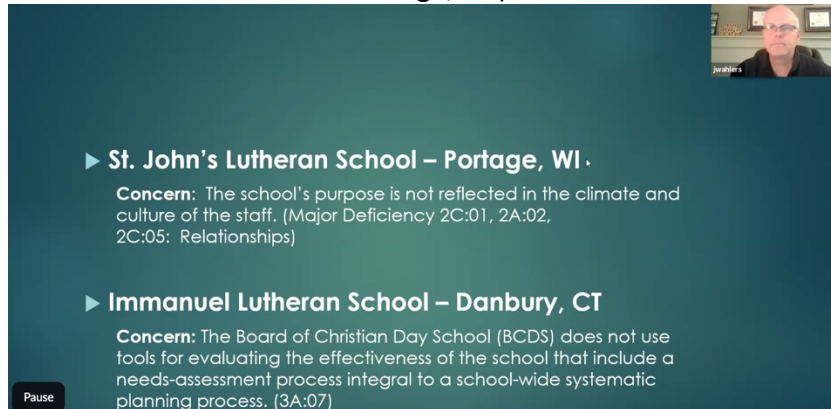 jwahlers
St. John's Lutheran School – Portage, WI
Concern: The school's purpose is not reflected in the climate and
culture of the staff. (Major Deficiency 2C:01, 2A:02,
2C:05: Relationships)
Immanuel Lutheran School – Danbury, CT
Concern: The Board of Christian Day School (BCDS) does not use
tools for evaluating the effectiveness of the school that include a
needs-assessment process integral to a school-wide systematic
planning process. (3A:07)
Pause